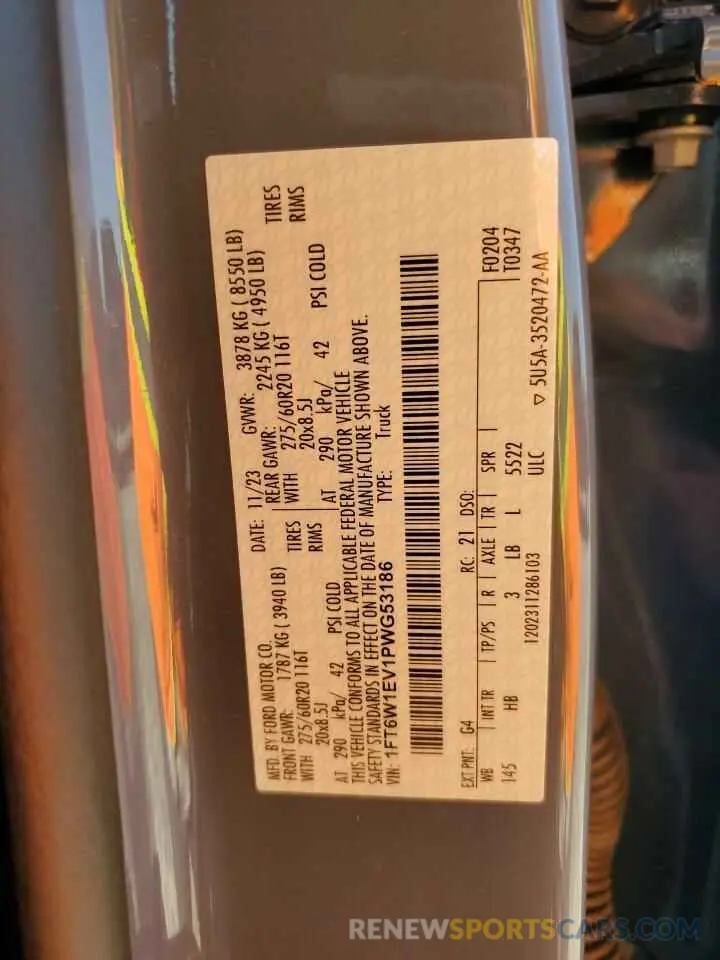 MFD. BY FORD MOTOR CO.
DATE: 11/23 GVWR: 3878 KG ( 8550 LB)
FRONT GAWR: 1787 KG ( 3940 LB)
REAR GAWR: 2245 KG ( 4950 LB)
WITH 275/60R20 116T TIRES
WITH 275/60R20 116T TIRES
20x8.5J RIMS
20x8.5J RIMS
AT 290 kPa/ 42 PSI COLD
AT 290 kPa/ 42 PSI COLD
THIS VEHICLE CONFORMS TO ALL APPLICABLE FEDERAL MOTOR VEHICLE
SAFETY STANDARDS IN EFFECT ON THE DATE OF MANUFACTURE SHOWN ABOVE.
VIN: 1FT6W1EV1PWG53186 TYPE: Truck
EXT PNT: G4 RC: 21 DSO: F0204
WB INT TR TP/PS R AXLE TR SPR T0347
145 HB 3 LB L 5522
1202311286103 ULC ▽ 5U5A-3520472-AA
RENEWSPORTSCARS.COM